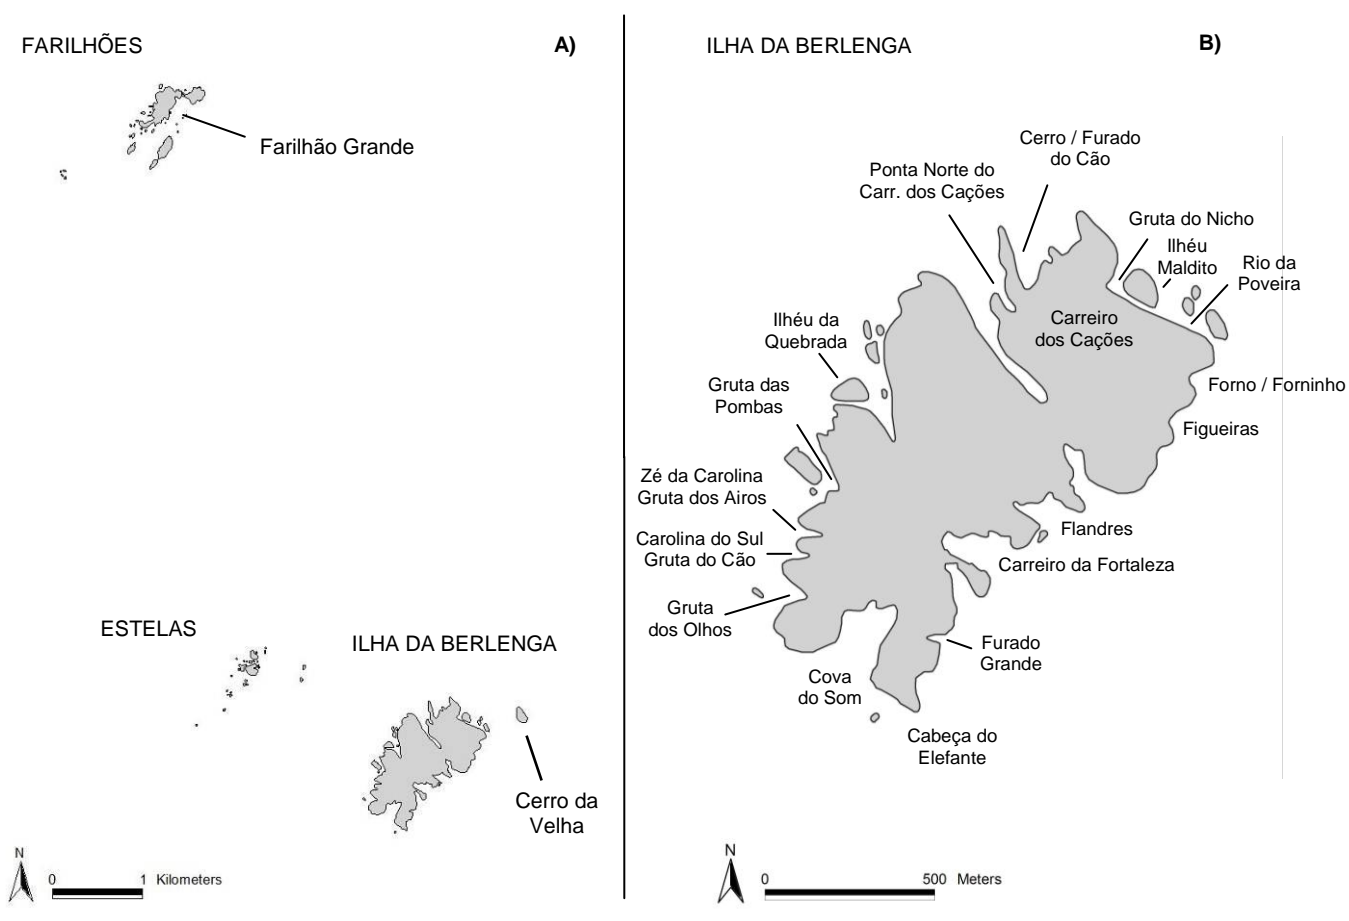 FARILHÕES
A)
Farilhão Grande
ESTELAS
ILHA DA BERLENGA
Cerro da
Velha
N
0
1
Kilometers
ILHA DA BERLENGA
B)
Cerro / Furado
do Cão
Ponta Norte do
Carr. dos Cações
Gruta do Nicho
Ilhéu
Maldito
Rio da
Poveira
Carreiro
dos Cações
Ilhéu da
Quebrada
Gruta das
Pombas
Forno / Forninho
Figueiras
Zé da Carolina
Gruta dos Airos
Carolina do Sul
Gruta do Cão
Flandres
Carreiro da Fortaleza
Gruta
dos Olhos
Furado
Grande
Cova
do Som
Cabeça do
Elefante
N
0
500
Meters